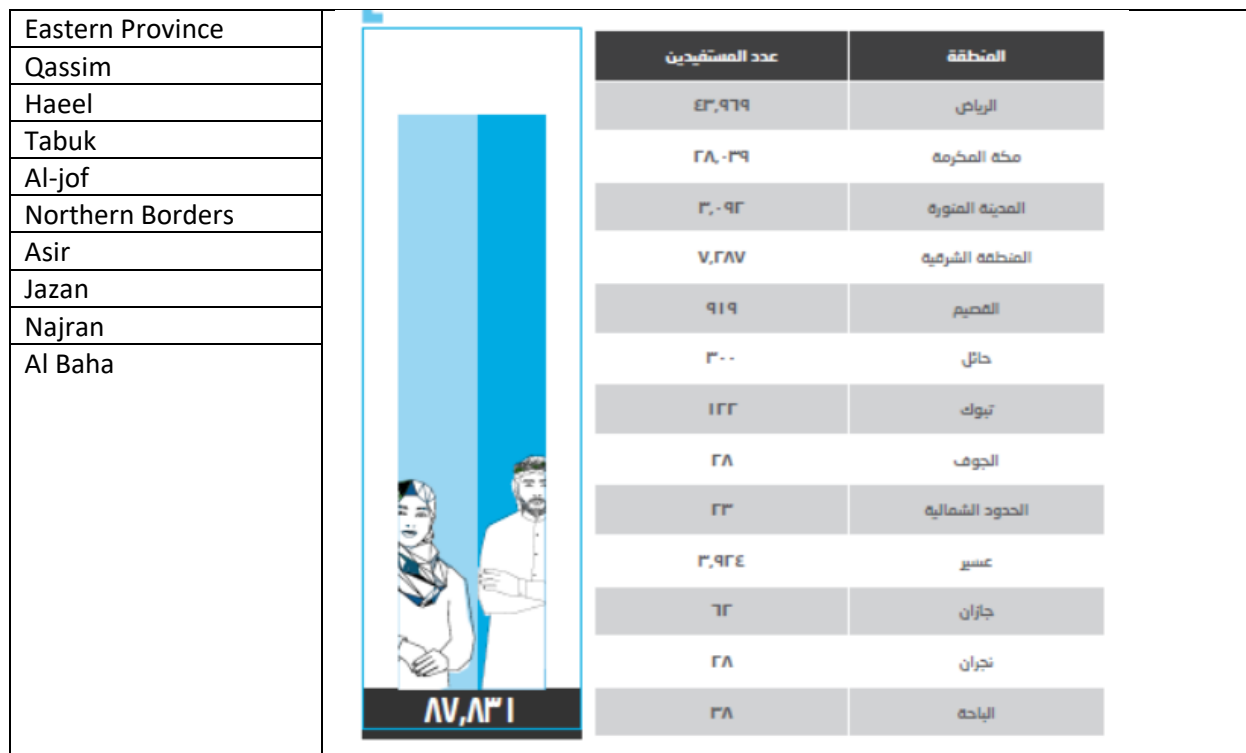 Eastern Province
Qassim
Haeel
Tabuk
Al-jof
Northern Borders
Asir
Jazan
Najran
Al Baha
المنطقة عدد المستفيدين
الرياض ٤٣,٩٦٩
مكة المكرمة ٢٨,٠٣٩
المدينة المنورة ٣,٠٩٢
المنطقة الشرقية ٧,٢٨٧
القصيم ٩١٩
حائل ٣٠٠
تبوك ١٢٢
الجوف ٢٨
الحدود الشمالية ٢٣
عسير ٣,٩٢٤
جازان ٦٢
نجران ٢٨
الباحة ٣٨
٨٧,٨٣١